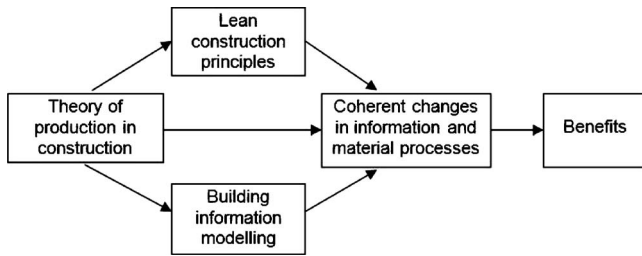 Lean
construction
principles
Theory of
production in
construction
Coherent changes
in information and
material processes
Benefits
Building
information
modelling